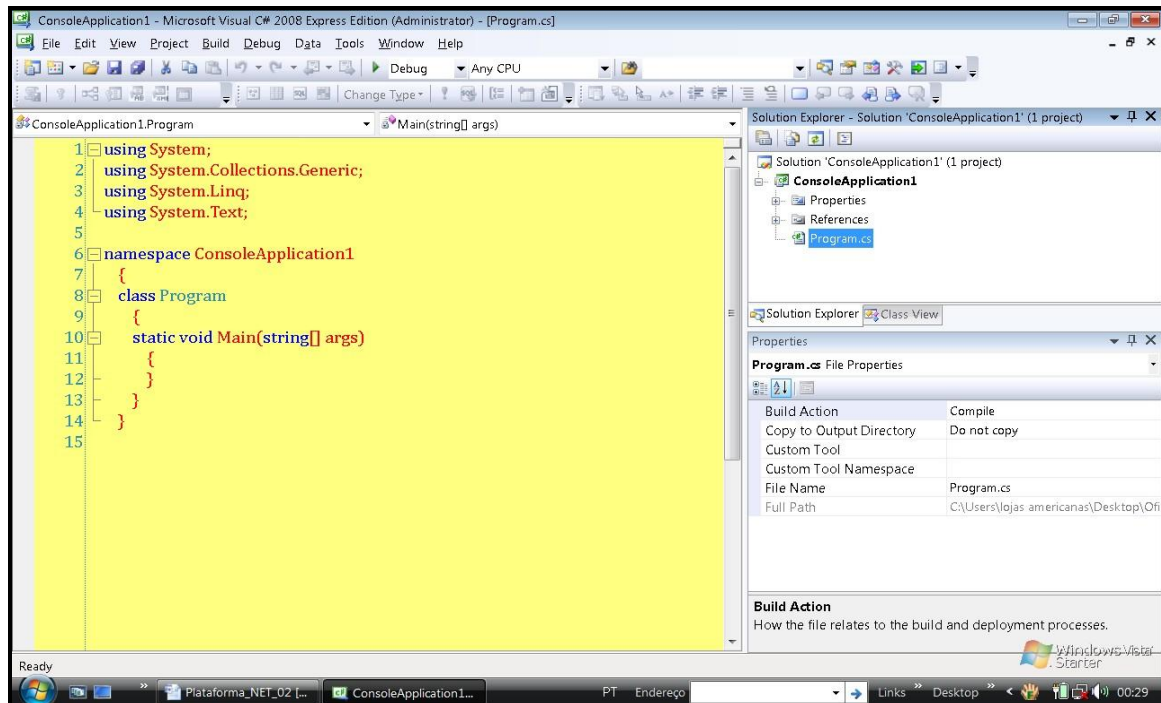 ConsoleApplication1 - Microsoft Visual C# 2008 Express Edition (Administrator) - [Program.cs]
File Edit View Project Build Debug Data Tools Window Help
Debug Any CPU
Change Type
ConsoleApplication1.Program Main(string[] args)
1 using System;
2 using System.Collections.Generic;
3 using System.Linq;
4 using System.Text;
5
6 namespace ConsoleApplication1
7 {
8 class Program
9 {
10 static void Main(string[] args)
11 {
12 }
13 }
14 }
15
Solution Explorer - Solution 'ConsoleApplication1' (1 project)
Solution 'ConsoleApplication1' (1 project)
ConsoleApplication1
Properties
References
Program.cs
Solution Explorer Class View
Properties
Program.cs File Properties
Build Action Compile
Copy to Output Directory Do not copy
Custom Tool
Custom Tool Namespace
File Name Program.cs
Full Path C:\Users\lojas americanas\Desktop\Ofi
Build Action
How the file relates to the build and deployment processes.
Windows Vista
Starter
Ready
Plataforma_NET_02 [... ConsoleApplication1... PT Endereço Links Desktop 00:29